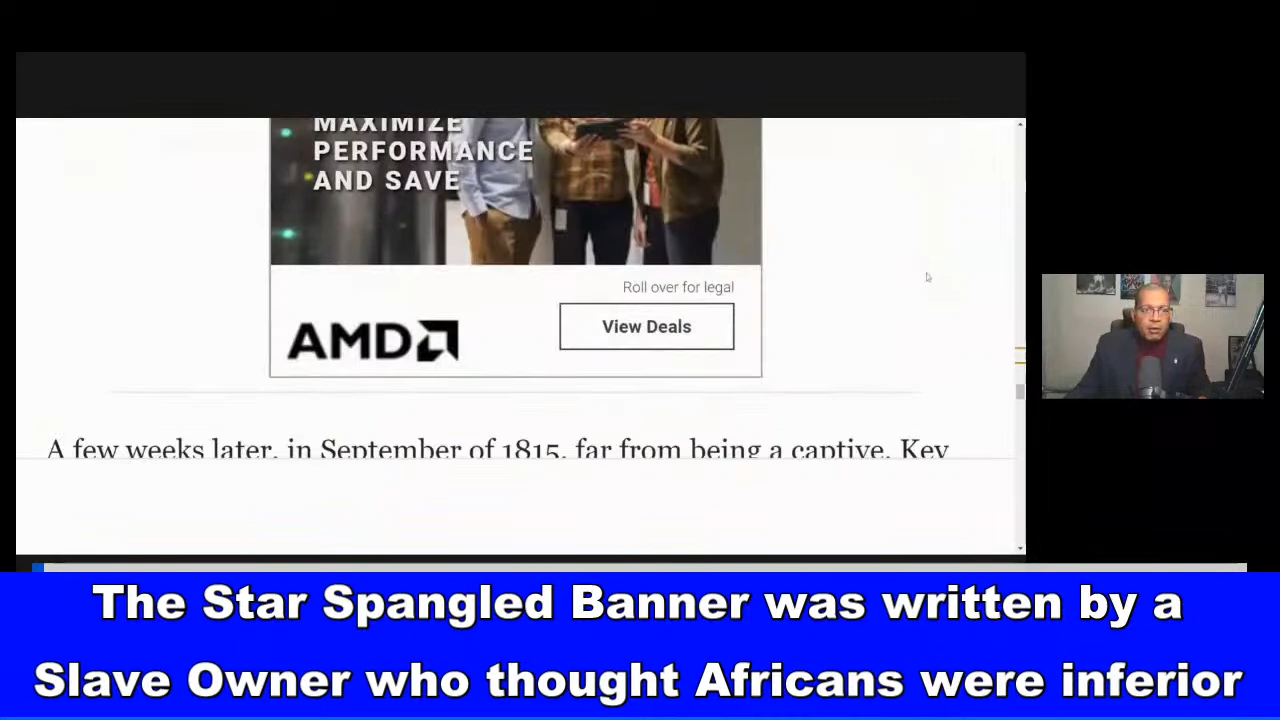 MAXIMIZE
PERFORMANCE
AND SAVE
Roll over for legal
View Deals
AMD
A few weeks later, in September of 1815, far from being a captive, Key
The Star Spangled Banner was written by a
Slave Owner who thought Africans were inferior